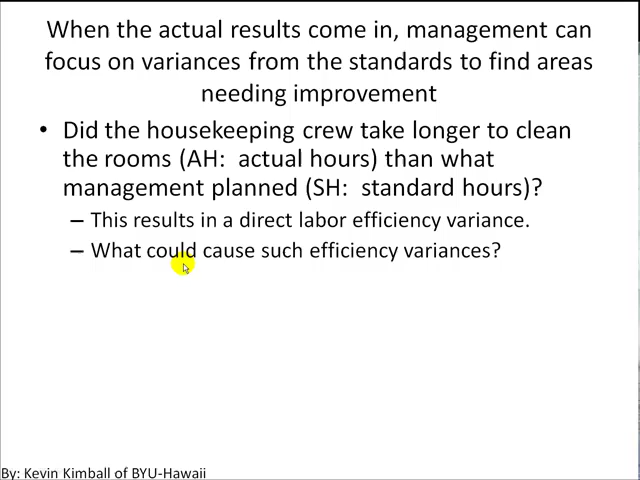 When the actual results come in, management can
focus on variances from the standards to find areas
needing improvement
• Did the housekeeping crew take longer to clean
the rooms (AH:  actual hours) than what
management planned (SH:  standard hours)?
– This results in a direct labor efficiency variance.
– What could cause such efficiency variances?
By: Kevin Kimball of BYU-Hawaii